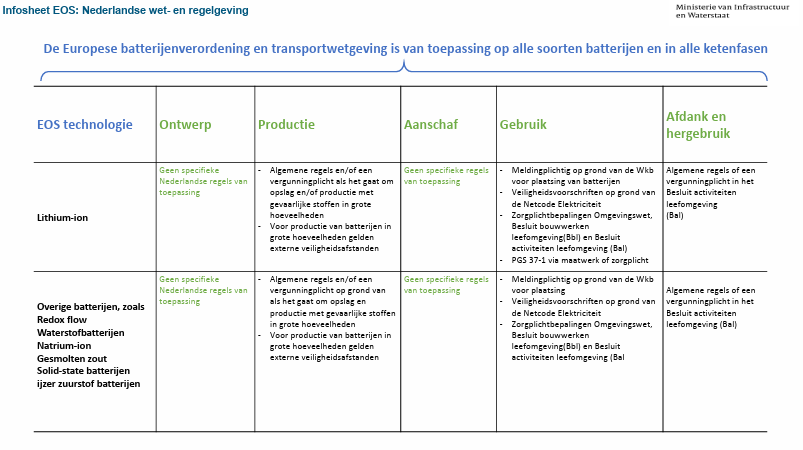 Infosheet EOS: Nederlandse wet- en regelgeving
Ministerie van Infrastructuur
en Waterstaat
De Europese batterijenverordening en transportwetgeving is van toepassing op alle soorten batterijen en in alle ketenfasen
EOS technologie
Ontwerp
Productie
Aanschaf
Gebruik
Afdank en
hergebruik
Lithium-ion
Geen specifieke
Nederlandse regels van
toepassing
- Algemene regels en/of een
vergunningplicht als het gaat om
opslag en/of productie met
gevaarlijke stoffen in grote
hoeveelheden
- Voor productie van batterijen in
grote hoeveelheden gelden
externe veiligheidsafstanden
Geen specifieke regels
van toepassing
- Meldingplichtig op grond van de Wkb
voor plaatsing van batterijen
- Veiligheidsvoorschriften op grond van
de Netcode Elektriciteit
- Zorgplichtbepalingen Omgevingswet,
Besluit bouwwerken
leefomgeving(Bbl) en Besluit
activiteiten leefomgeving (Bal)
- PGS 37-1 via maatwerk of zorgplicht
Algemene regels of een
vergunningplicht in het
Besluit activiteiten
leefomgeving
(Bal)
Overige batterijen, zoals
Redox flow
Waterstofbatterijen
Natrium-ion
Gesmolten zout
Solid-state batterijen
ijzer zuurstof batterijen
Geen specifieke
Nederlandse regels van
toepassing
- Algemene regels en/of een
vergunningplicht op grond van
als het gaat om opslag en
productie met gevaarlijke stoffen
in grote hoeveelheden
- Voor productie van batterijen in
grote hoeveelheden gelden
externe veiligheidsafstanden
Geen specifieke regels
van toepassing
- Meldingplichtig op grond van de Wkb
voor plaatsing
- Veiligheidsvoorschriften op grond van
de Netcode Elektriciteit
- Zorgplichtbepalingen Omgevingswet,
Besluit bouwwerken
leefomgeving(Bbl) en Besluit
activiteiten leefomgeving (Bal
Algemene regels of een
vergunningplicht in het
Besluit activiteiten
leefomgeving (Bal)